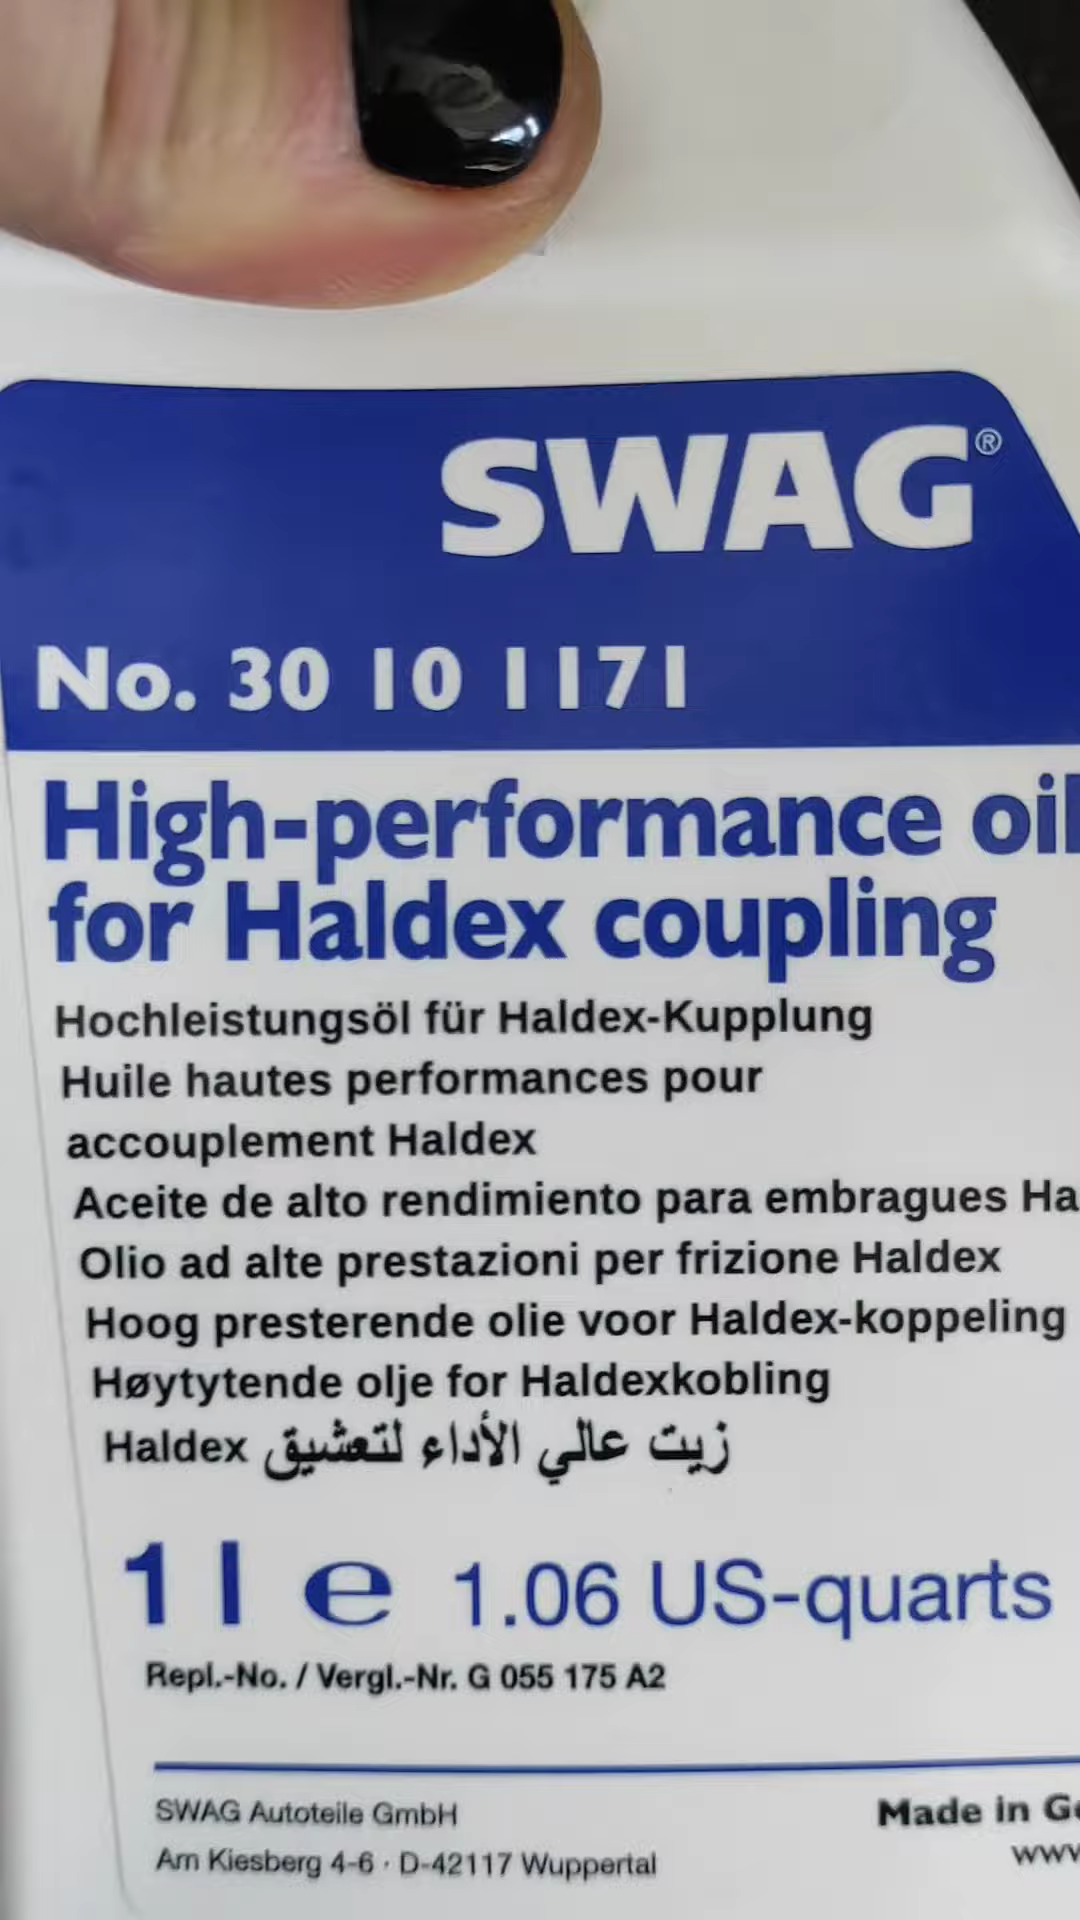 SWAG®
No. 30 10 1171
High-performance oil
for Haldex coupling
Hochleistungsöl für Haldex-Kupplung
Huile hautes performances pour
accouplement Haldex
Aceite de alto rendimiento para embragues Ha
Olio ad alte prestazioni per frizione Haldex
Hoog presterende olie voor Haldex-koppeling
Høytytende olje for Haldexkobling
زيت عالي الأداء لتعشيق Haldex
1 l e 1.06 US-quarts
Repl.-No. / Vergl.-Nr. G 055 175 A2
SWAG Autoteile GmbH
Made in Ge
Am Kiesberg 4-6 · D-42117 Wuppertal
www